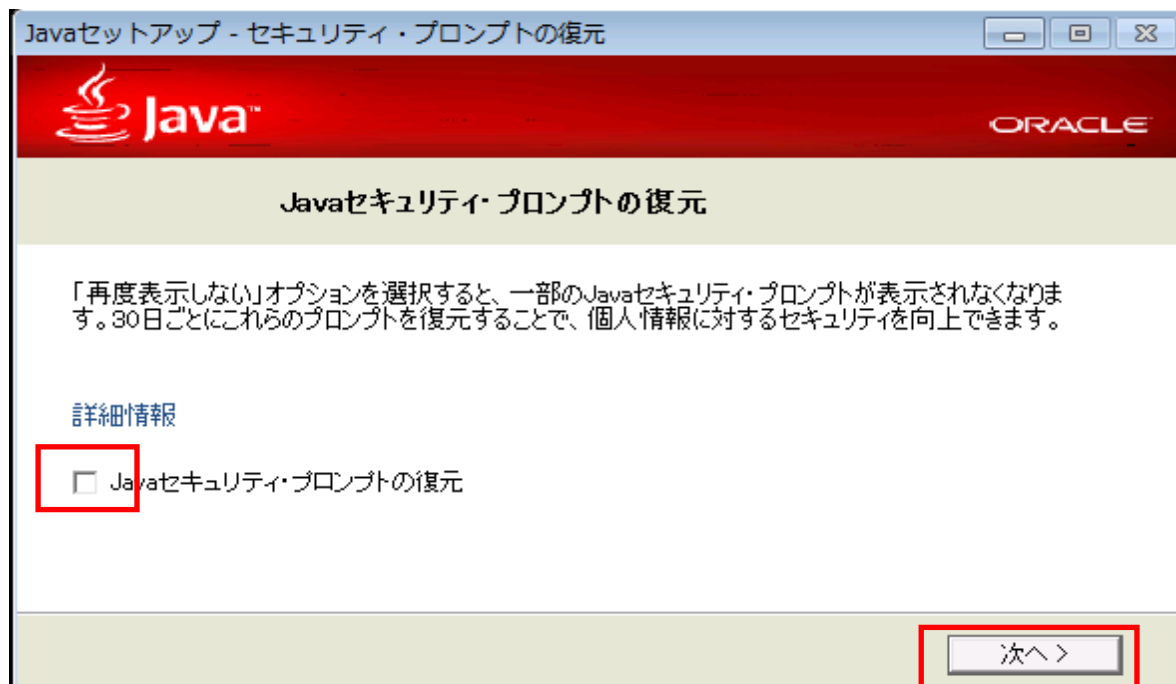 Javaセットアップ - セキュリティ・プロンプトの復元
Java™
ORACLE
Javaセキュリティ・プロンプトの復元
「再度表示しない」オプションを選択すると、一部のJavaセキュリティ・プロンプトが表示されなくなりま
す。30日ごとにこれらのプロンプトを復元することで、個人情報に対するセキュリティを向上できます。
詳細情報
Javaセキュリティ・プロンプトの復元
次へ >